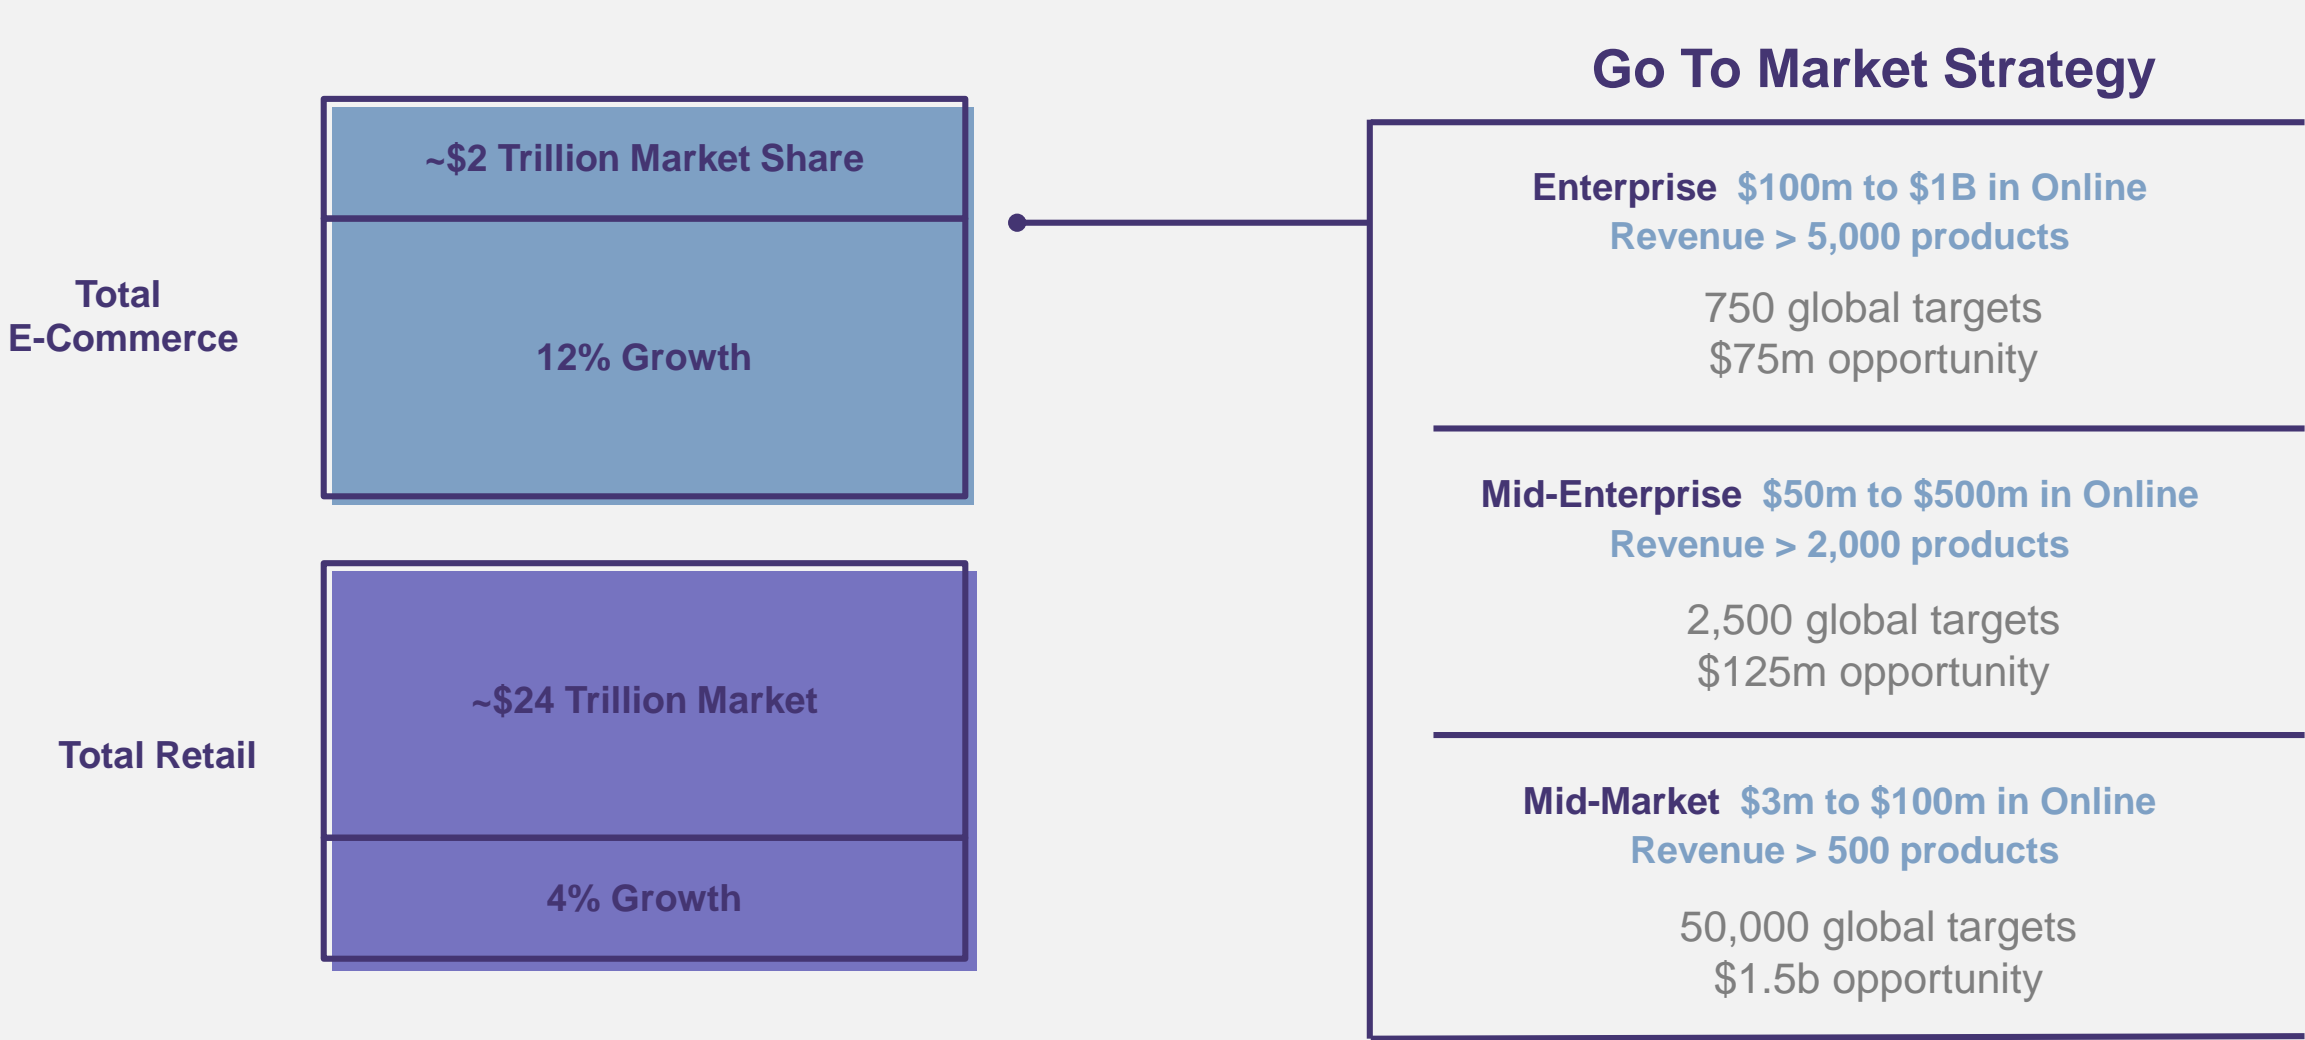 Total
E-Commerce
~$2 Trillion Market Share
12% Growth
Total Retail
~$24 Trillion Market
4% Growth
Go To Market Strategy
Enterprise $100m to $1B in Online
Revenue > 5,000 products
750 global targets
$75m opportunity
Mid-Enterprise $50m to $500m in Online
Revenue > 2,000 products
2,500 global targets
$125m opportunity
Mid-Market $3m to $100m in Online
Revenue > 500 products
50,000 global targets
$1.5b opportunity